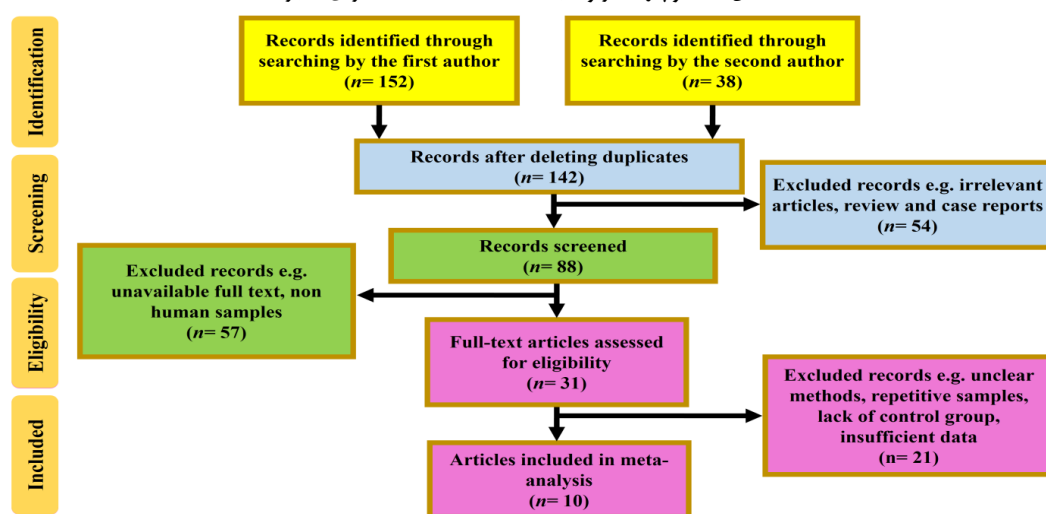 Identification
Records identified through
searching by the first author
(n= 152)
Records identified through
searching by the second author
(n= 38)
Records after deleting duplicates
(n= 142)
Screening
Excluded records e.g. irrelevant
articles, review and case reports
(n= 54)
Records screened
(n= 88)
Excluded records e.g.
unavailable full text, non
human samples
(n= 57)
Eligibility
Full-text articles assessed
for eligibility
(n= 31)
Excluded records e.g. unclear
methods, repetitive samples,
lack of control group,
insufficient data
(n= 21)
Included
Articles included in meta-
analysis
(n= 10)